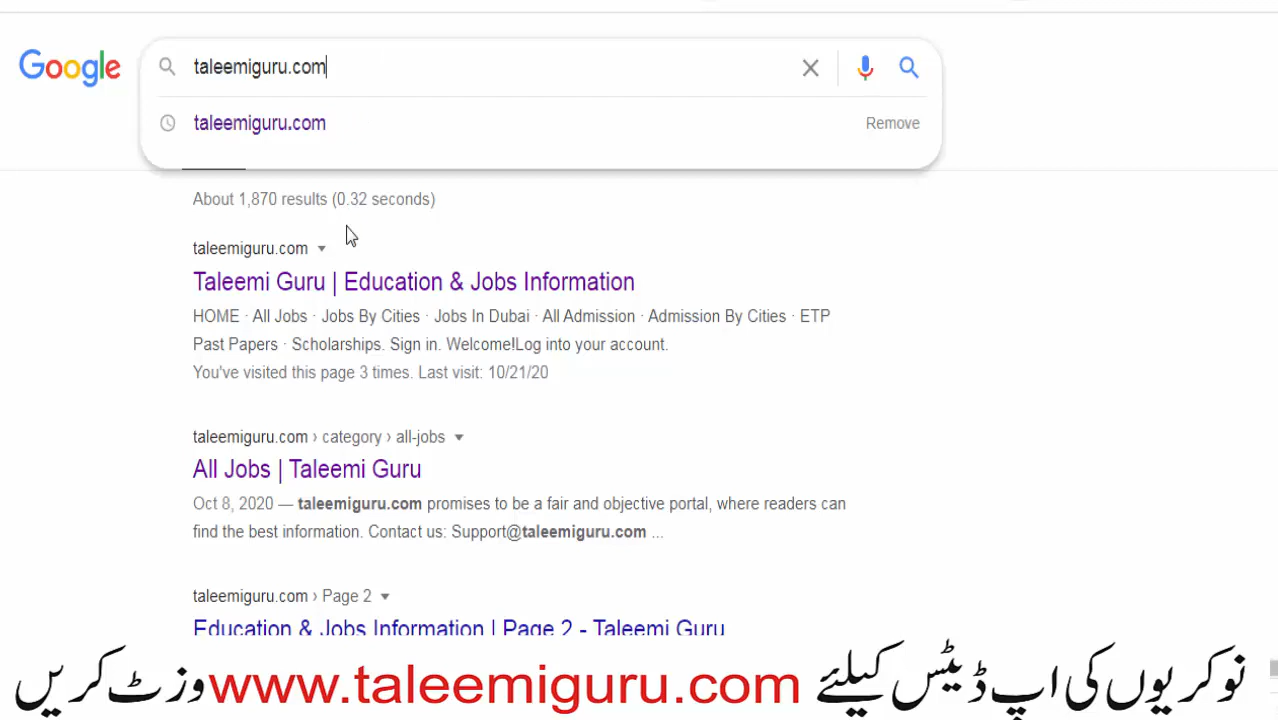 Google
taleemiguru.com
taleemiguru.com Remove
About 1,870 results (0.32 seconds)
taleemiguru.com
Taleemi Guru | Education & Jobs Information
HOME · All Jobs · Jobs By Cities · Jobs In Dubai · All Admission · Admission By Cities · ETP
Past Papers · Scholarships. Sign in. Welcome!Log into your account.
You've visited this page 3 times. Last visit: 10/21/20
taleemiguru.com › category › all-jobs
All Jobs | Taleemi Guru
Oct 8, 2020 — taleemiguru.com promises to be a fair and objective portal, where readers can
find the best information. Contact us: Support@taleemiguru.com ...
taleemiguru.com › Page 2
Education & Jobs Information | Page 2 - Taleemi Guru
نوکریوں کی اپ ڈیٹس کیلئے www.taleemiguru.com وزٹ کریں